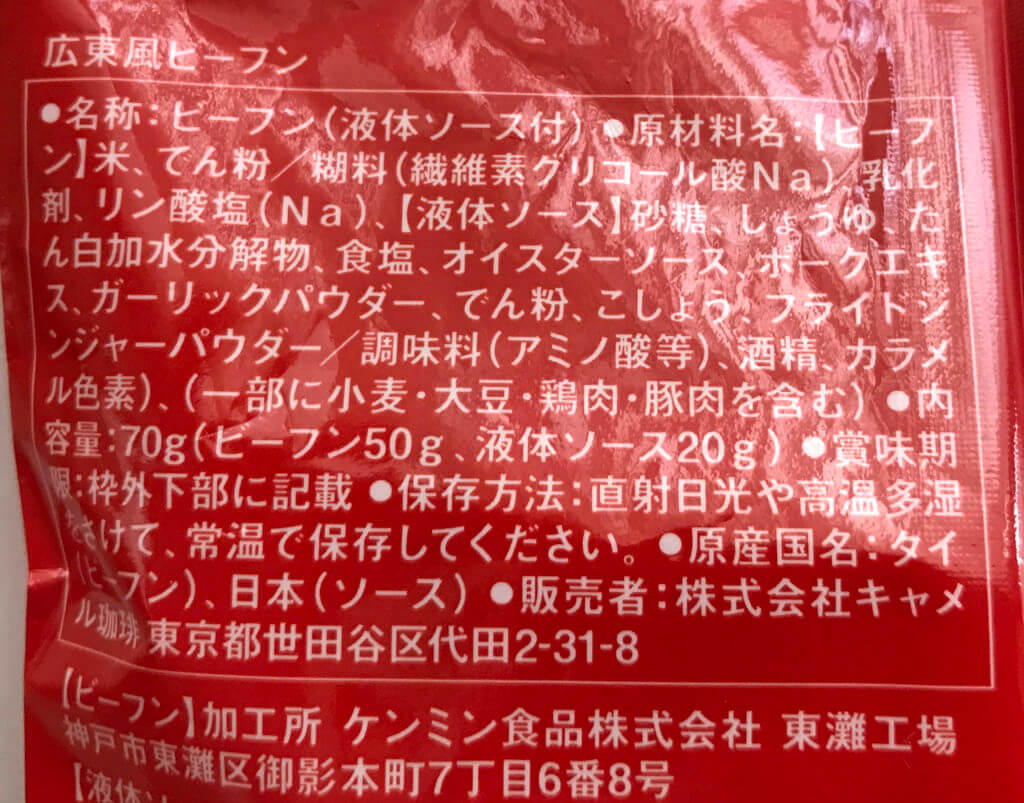 広東風ビーフン
●名称：ビーフン（液体ソース付）●原材料名：【ビーフ
ン】米、でん粉／糊料（繊維素グリコール酸Ｎａ）、乳化
剤、リン酸塩（Ｎａ）、【液体ソース】砂糖、しょうゆ、た
ん白加水分解物、食塩、オイスターソース、ポークエキ
ス、ガーリックパウダー、でん粉、こしょう、フライドジ
ンジャーパウダー／調味料（アミノ酸等）、酒精、カラメ
ル色素）、（一部に小麦・大豆・鶏肉・豚肉を含む）●内
容量：70g（ビーフン50ｇ、液体ソース20ｇ）●賞味期
限：枠外下部に記載 ●保存方法：直射日光や高温多湿
をさけて、常温で保存してください。●原産国名：タイ
（ビーフン）、日本（ソース）●販売者：株式会社キャメ
ル珈琲 東京都世田谷区代田2-31-8
【ビーフン】加工所 ケンミン食品株式会社 東灘工場
神戸市東灘区御影本町7丁目6番8号
【液体ソ